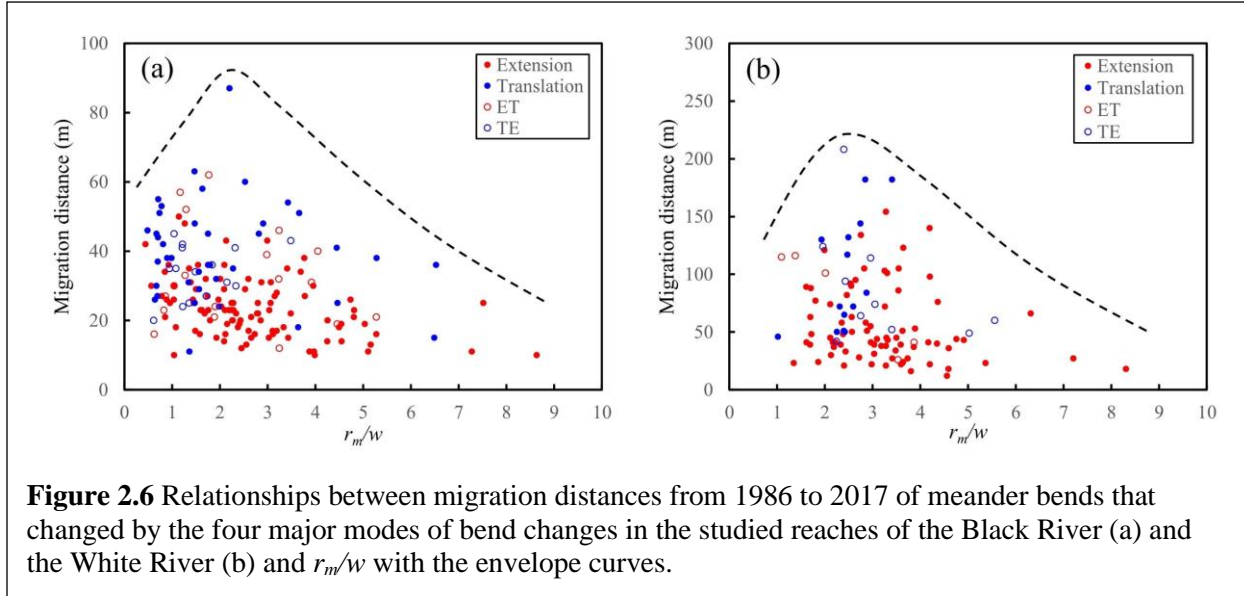 (a)
Extension
Translation
ET
TE
100
80
60
40
20
0
Migration distance (m)
0 1 2 3 4 5 6 7 8 9 10
r_m/w
(b)
Extension
Translation
ET
TE
300
250
200
150
100
50
0
Migration distance (m)
0 1 2 3 4 5 6 7 8 9 10
r_m/w
Figure 2.6 Relationships between migration distances from 1986 to 2017 of meander bends that
changed by the four major modes of bend changes in the studied reaches of the Black River (a) and
the White River (b) and r_m/w with the envelope curves.